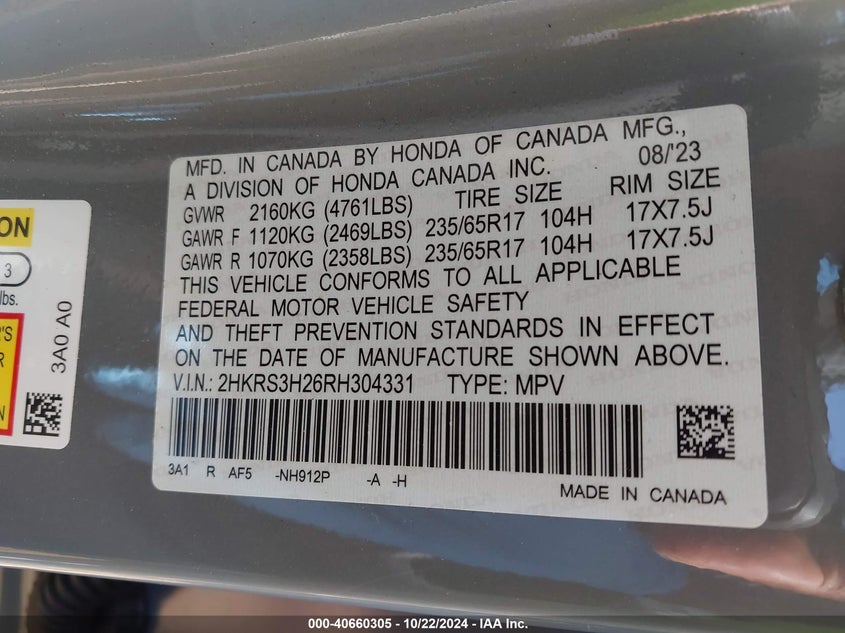 MFD. IN CANADA BY HONDA OF CANADA MFG.,
A DIVISION OF HONDA CANADA INC. 08/'23
GVWR 2160KG (4761LBS) TIRE SIZE RIM SIZE
GAWR F 1120KG (2469LBS) 235/65R17 104H 17X7.5J
GAWR R 1070KG (2358LBS) 235/65R17 104H 17X7.5J
THIS VEHICLE CONFORMS TO ALL APPLICABLE
FEDERAL MOTOR VEHICLE SAFETY
AND THEFT PREVENTION STANDARDS IN EFFECT
ON THE DATE OF MANUFACTURE SHOWN ABOVE.
V.I.N.: 2HKRS3H26RH304331 TYPE: MPV
3A1 R AF5 -NH912P -A -H
MADE IN CANADA
ON
3
lbs.
R'S
R
N
3A0 A0
000-40660305 - 10/22/2024 - IAA Inc.